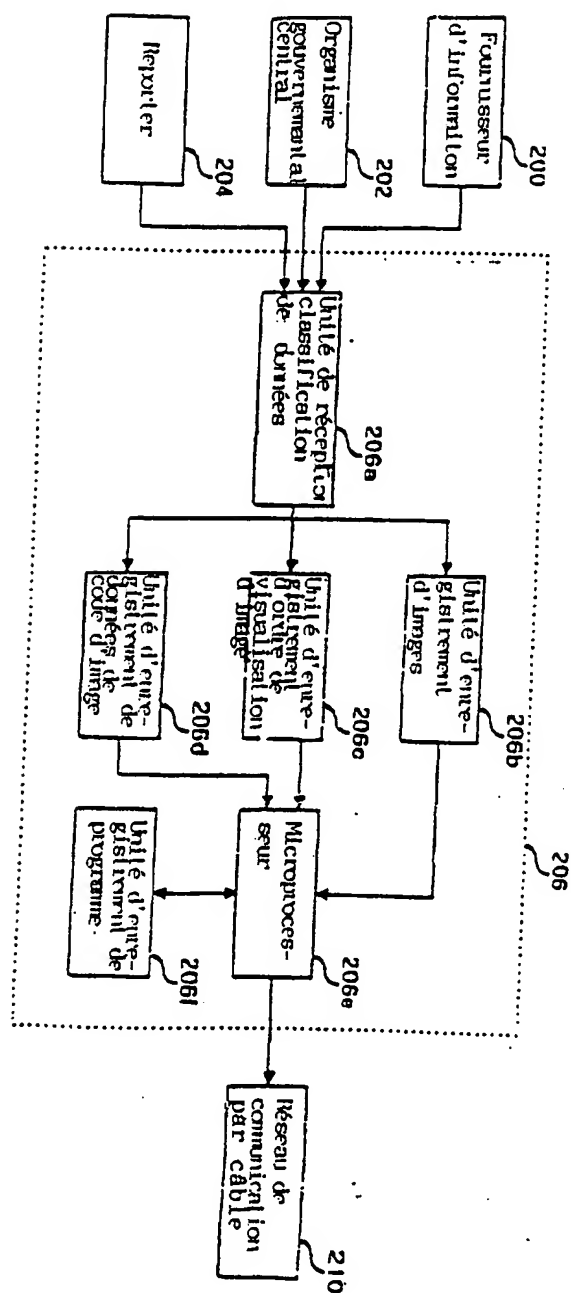 Fournisseur
d'informiton
200
Organisme
gouvernemantal
central
202
Reporter
204
206
Unité de réception
classification
de données
206a
Unité d'enre-
gistrement
d'images
206b
Unité d'enre-
gistrement
d'ordre de
visualisation
d'image
206c
Unité d'enre-
gistrement de
données de
code d'image
206d
Microproces-
seur
206e
Unité d'enre-
gistrement de
programme.
206f
Réseau de
communication
par câble
210